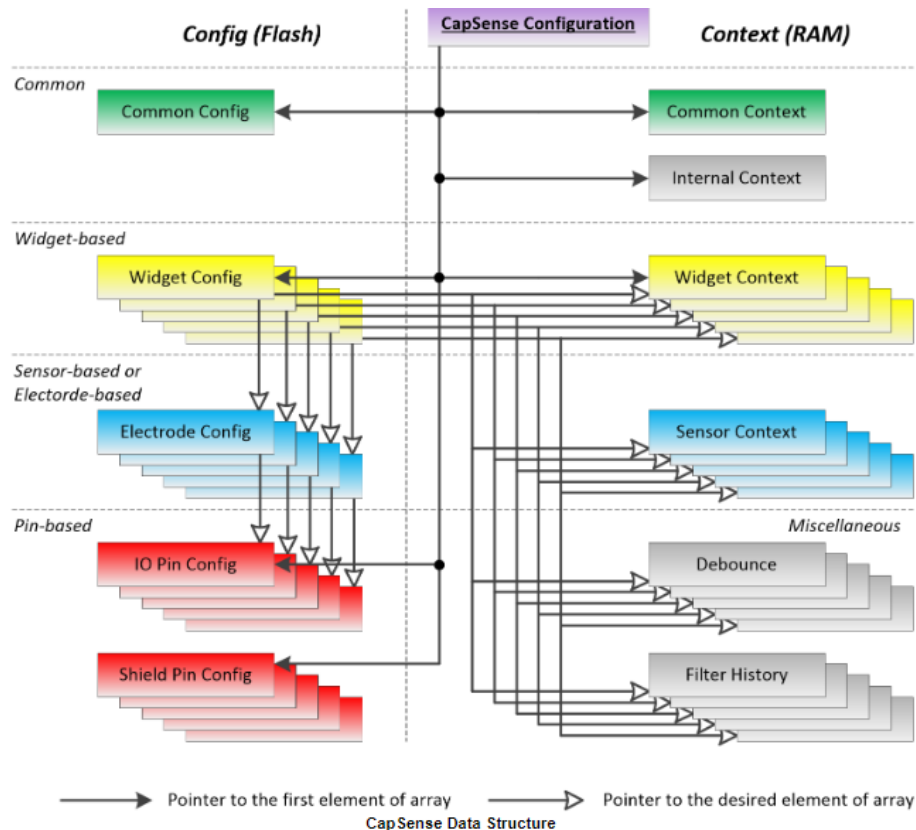 CapSense Configuration
Config (Flash)
Context (RAM)
Common
Common Config
Common Context
Internal Context
Widget-based
Widget Config
Widget Context
Sensor-based or
Electorde-based
Electrode Config
Sensor Context
Pin-based
Miscellaneous
IO Pin Config
Debounce
Shield Pin Config
Filter History
Pointer to the first element of array
Pointer to the desired element of array
CapSense Data Structure